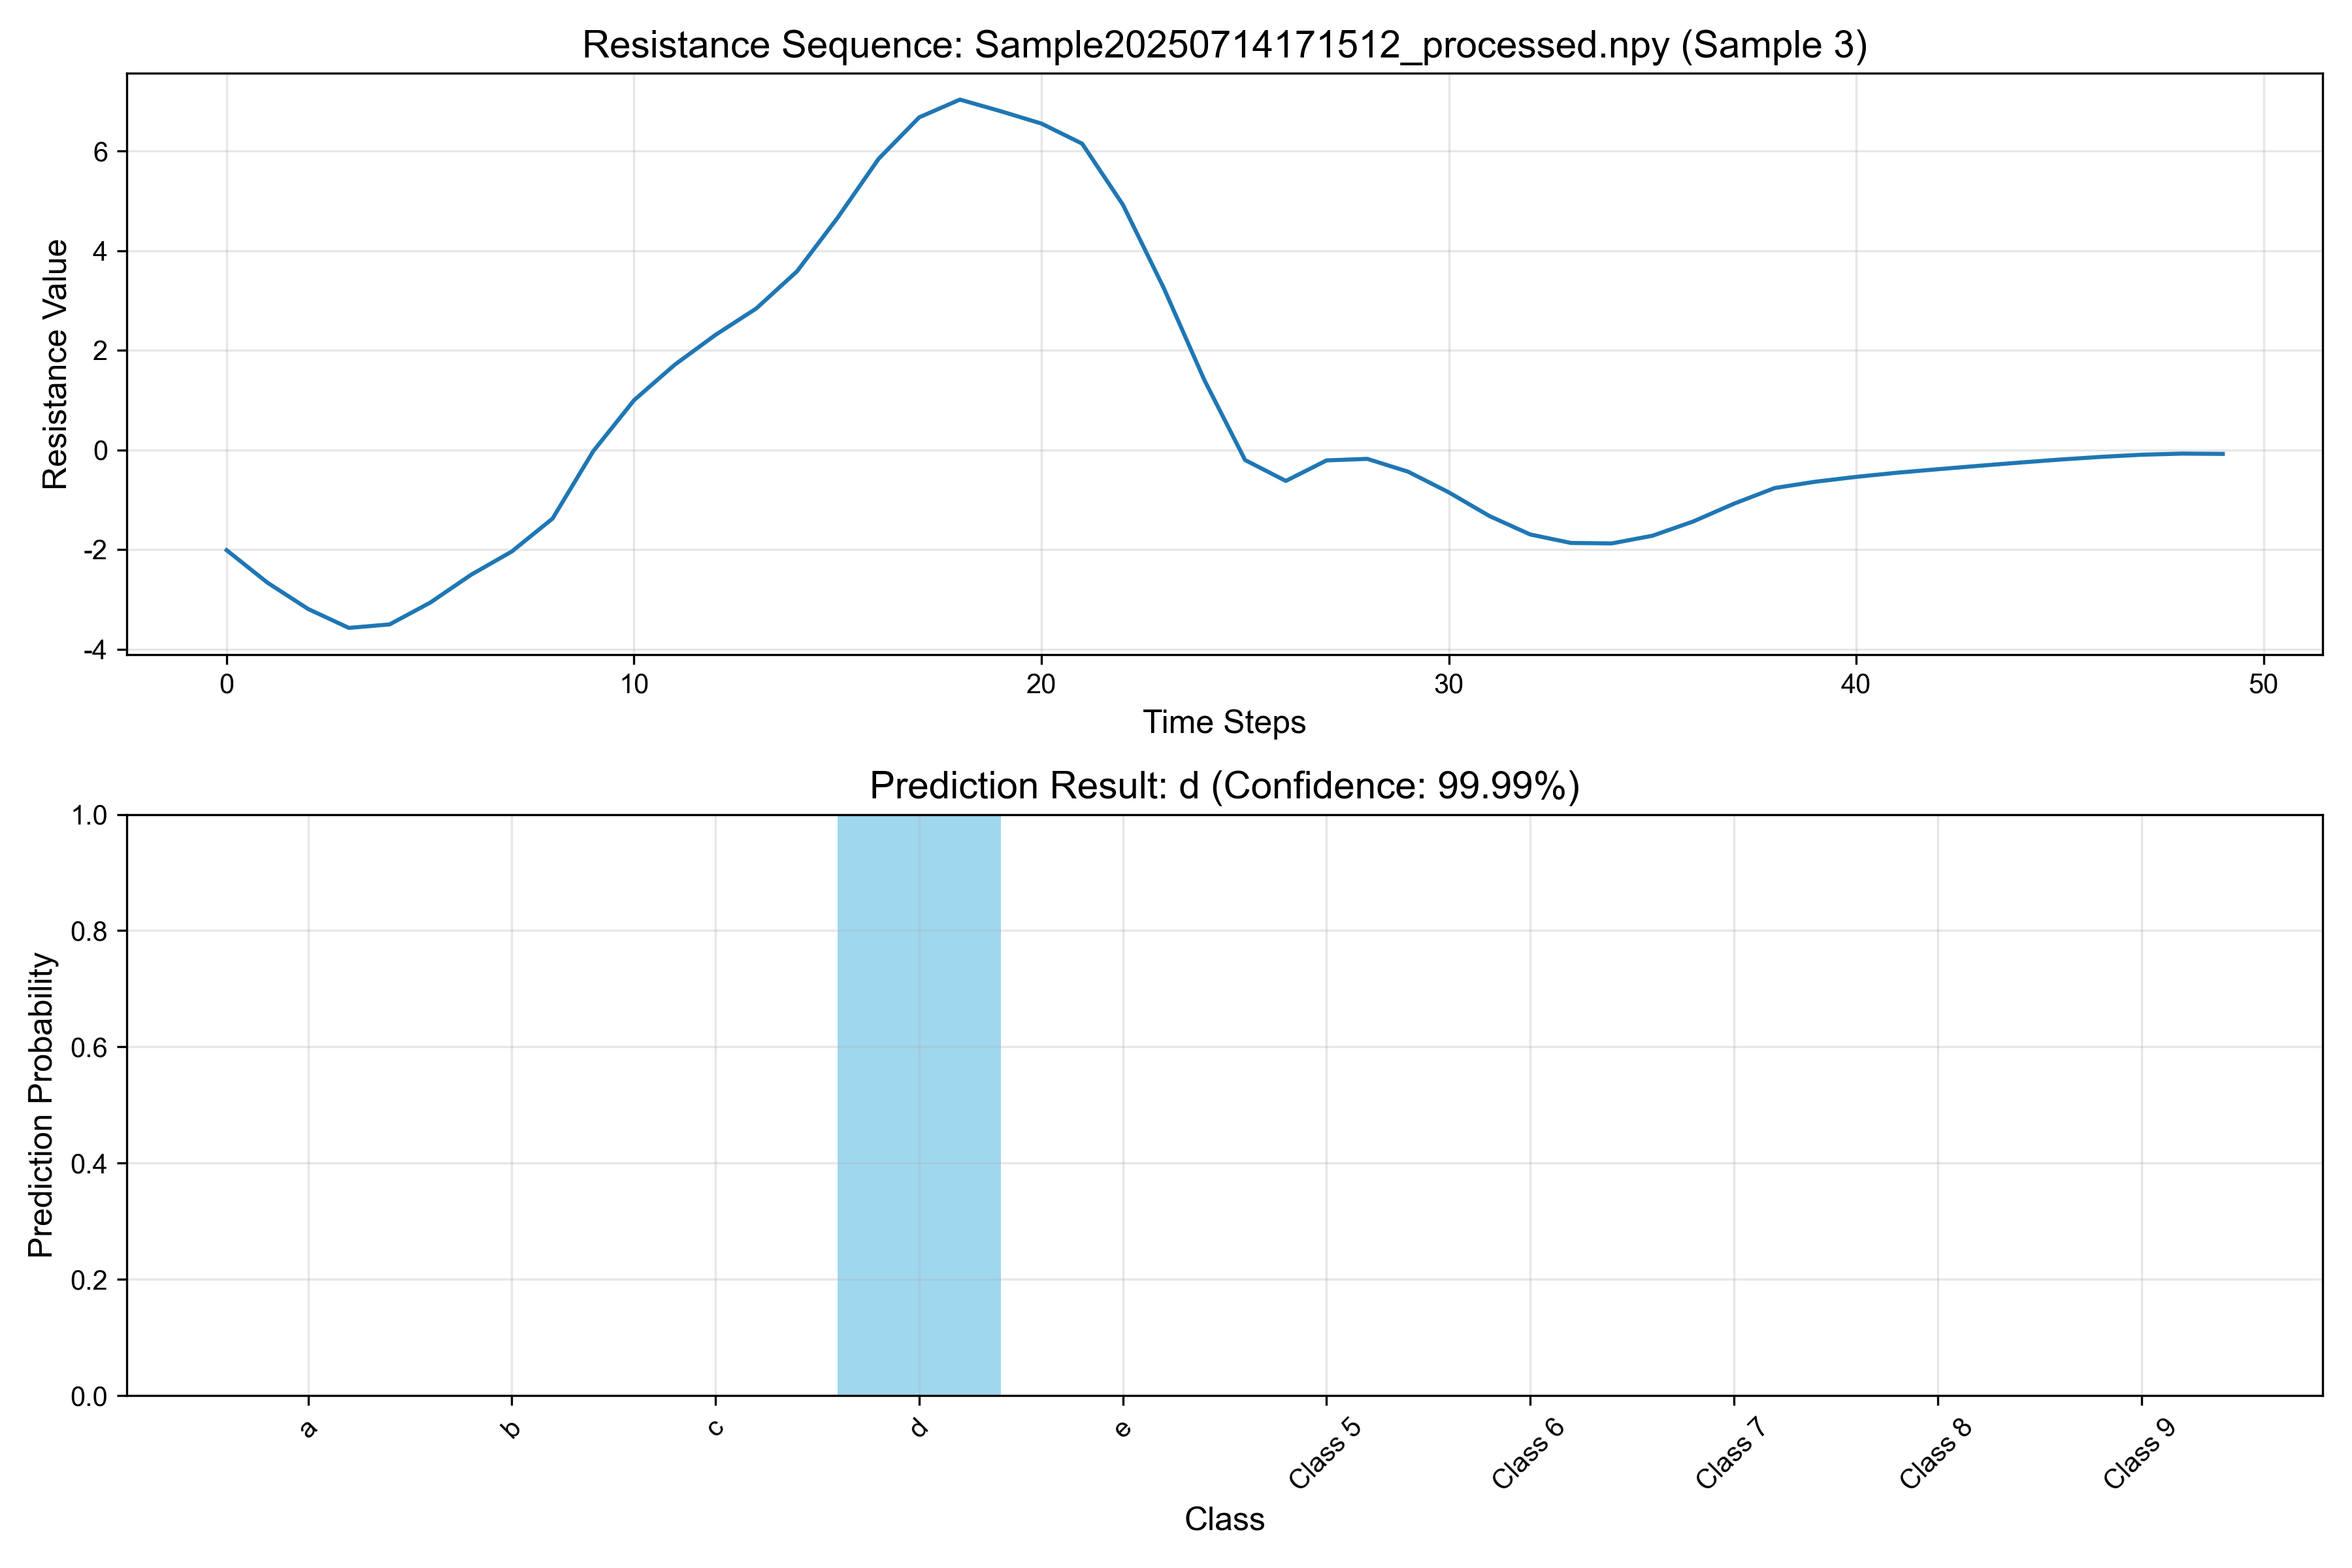 Resistance Sequence: Sample20250714171512_processed.npy (Sample 3)
Resistance Value
6
4
2
0
-2
-4
0 10 20 30 40 50
Time Steps
Prediction Result: d (Confidence: 99.99%)
Prediction Probability
1.0
0.8
0.6
0.4
0.2
0.0
a b c d e Class 5 Class 6 Class 7 Class 8 Class 9
Class